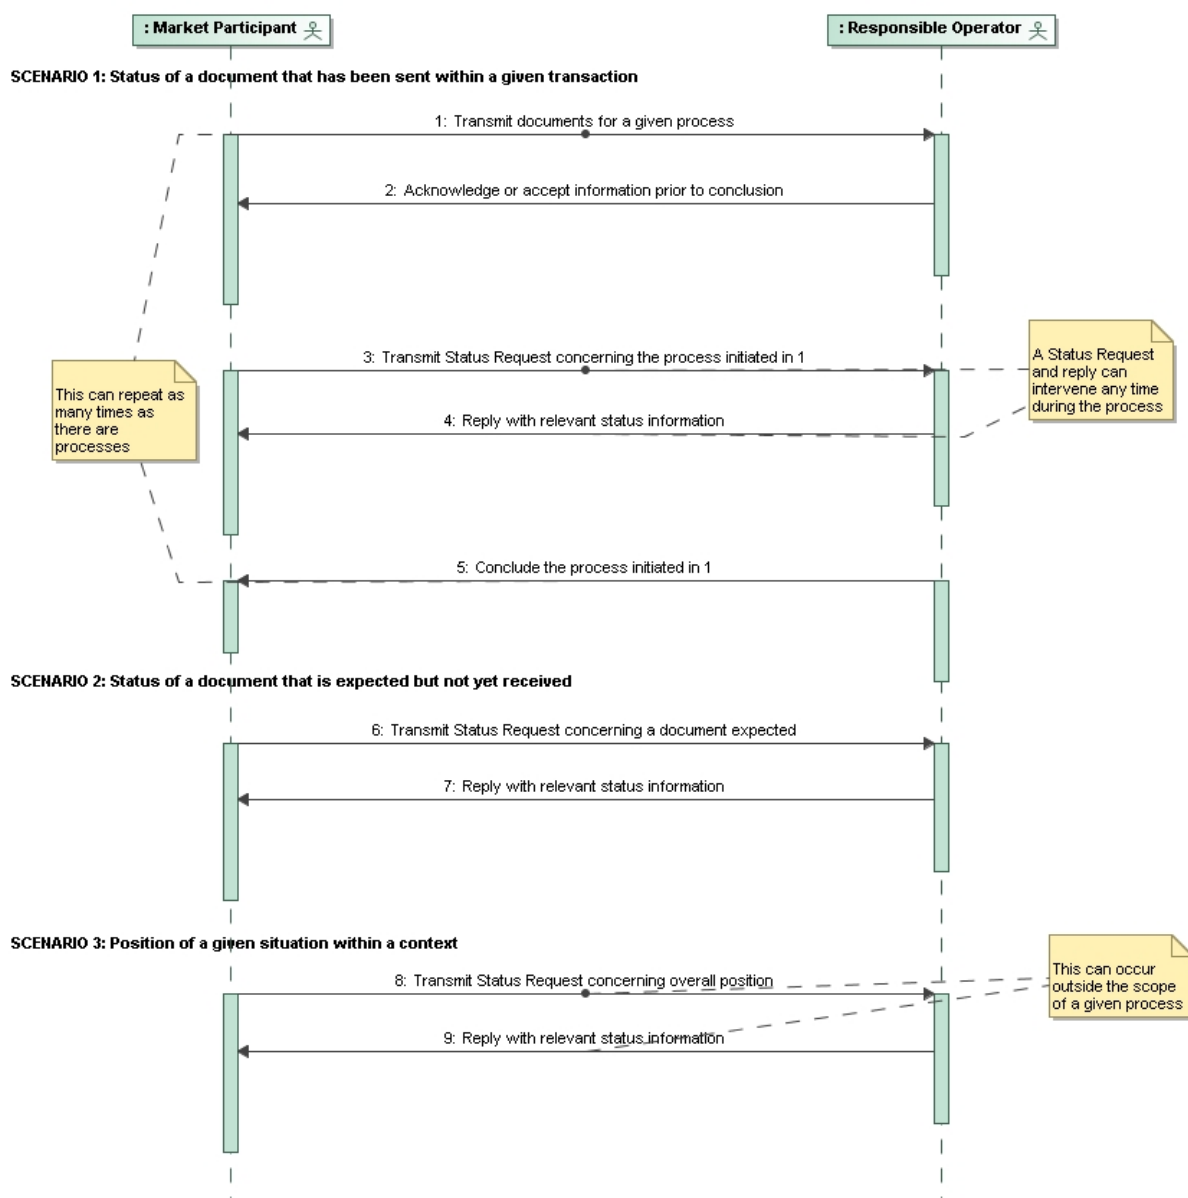 : Market Participant
: Responsible Operator
SCENARIO 1: Status of a document that has been sent within a given transaction
1: Transmit documents for a given process
2: Acknowledge or accept information prior to conclusion
3: Transmit Status Request concerning the process initiated in 1
A Status Request
and reply can
intervene any time
during the process
This can repeat as
many times as
there are
processes
4: Reply with relevant status information
5: Conclude the process initiated in 1
SCENARIO 2: Status of a document that is expected but not yet received
6: Transmit Status Request concerning a document expected
7: Reply with relevant status information
SCENARIO 3: Position of a given situation within a context
8: Transmit Status Request concerning overall position
This can occur
outside the scope
of a given process
9: Reply with relevant status information